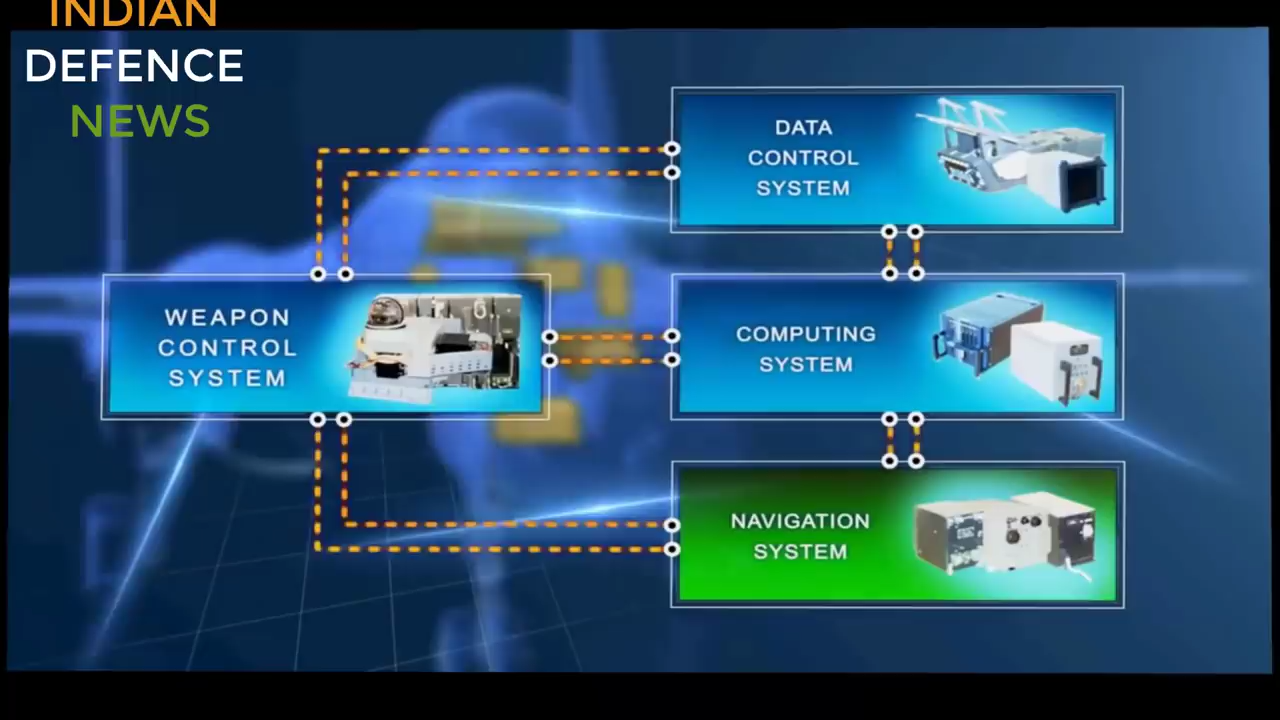 INDIAN
DEFENCE
NEWS
DATA
CONTROL
SYSTEM
WEAPON
CONTROL
SYSTEM
COMPUTING
SYSTEM
NAVIGATION
SYSTEM